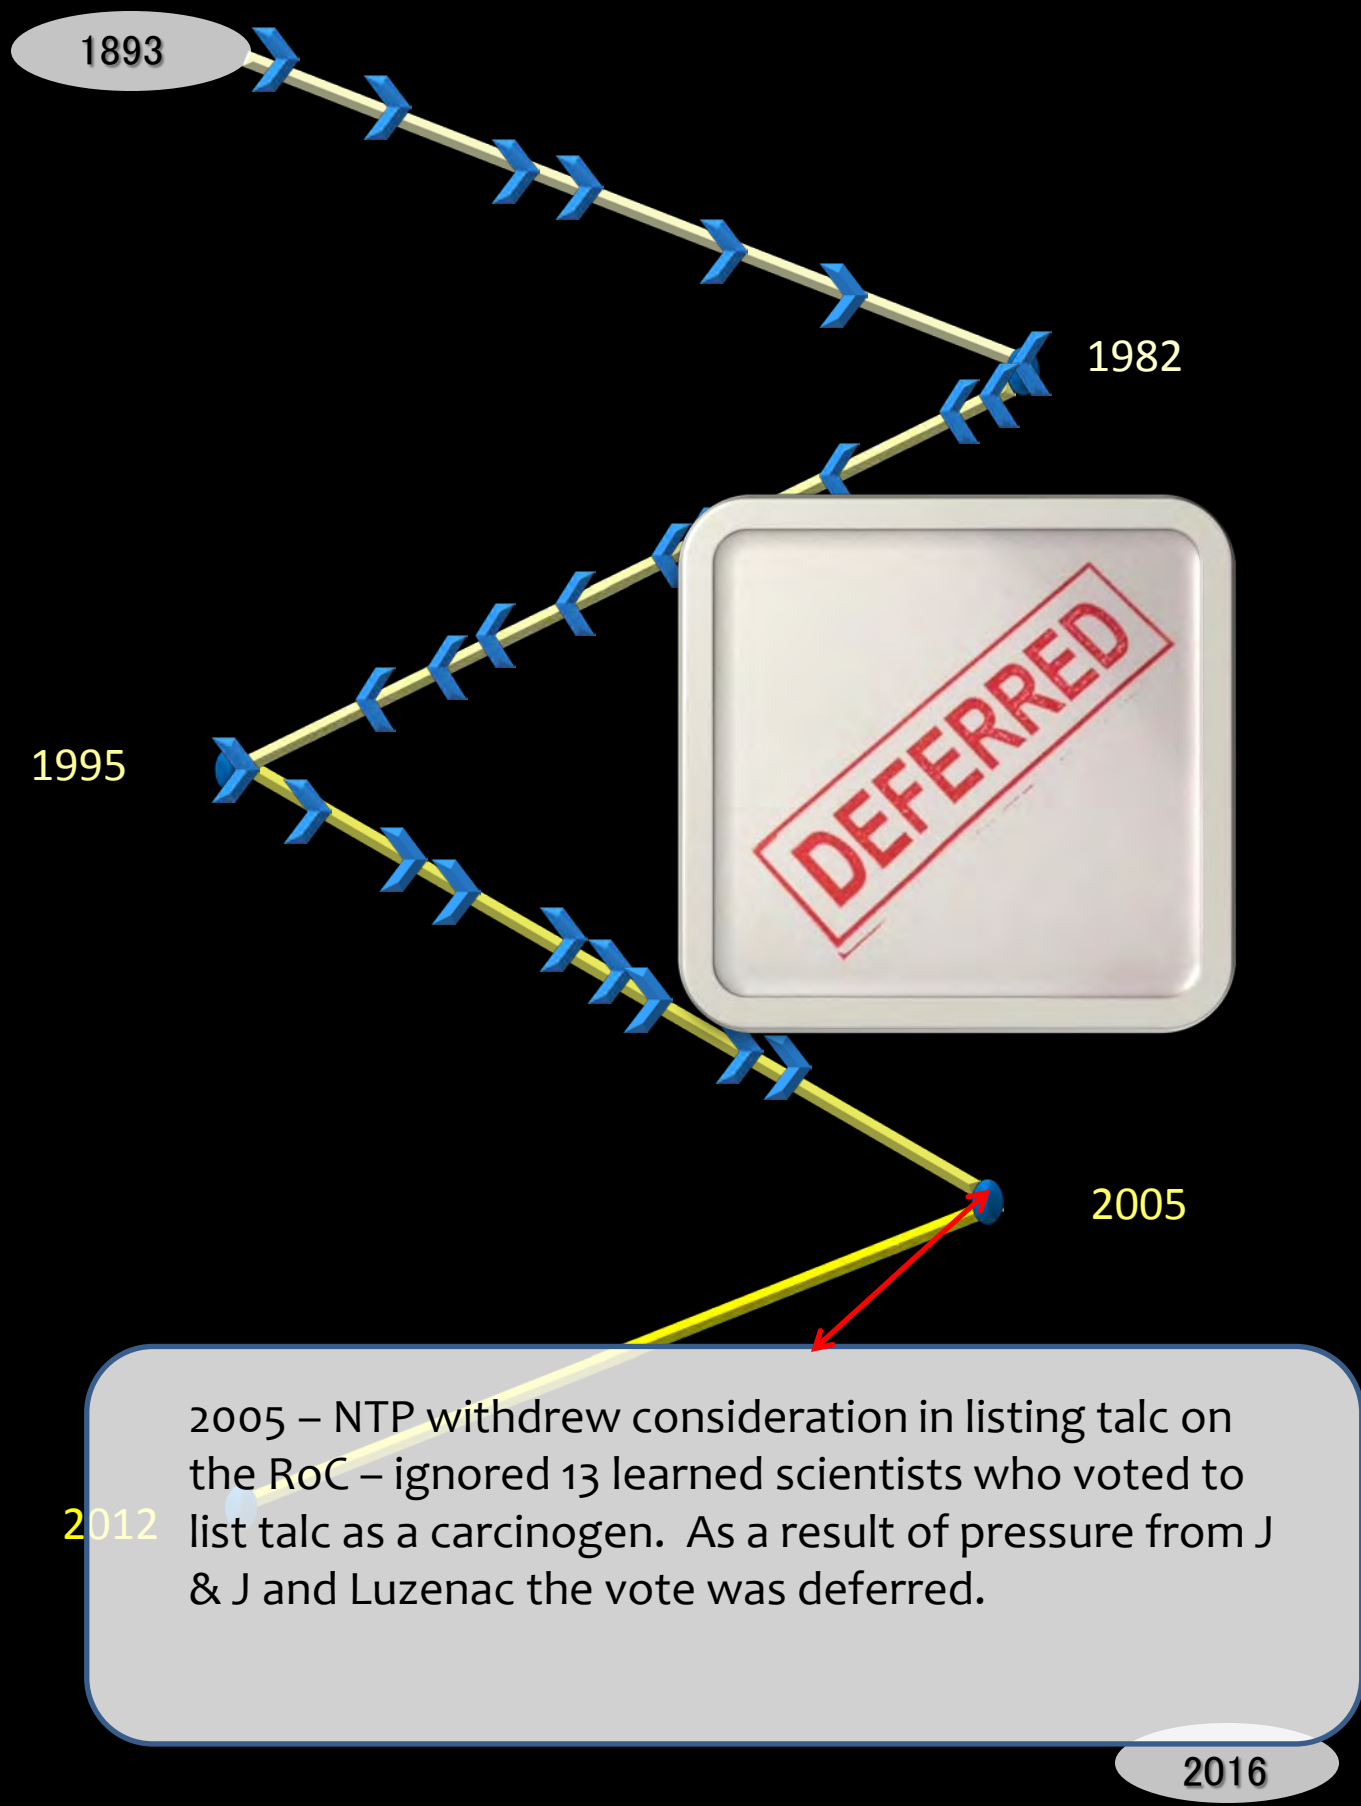 1893
1982
DEFERRED
1995
2005
2005 – NTP withdrew consideration in listing talc on
the RoC – ignored 13 learned scientists who voted to
list talc as a carcinogen.  As a result of pressure from J
& J and Luzenac the vote was deferred.
2012
2016